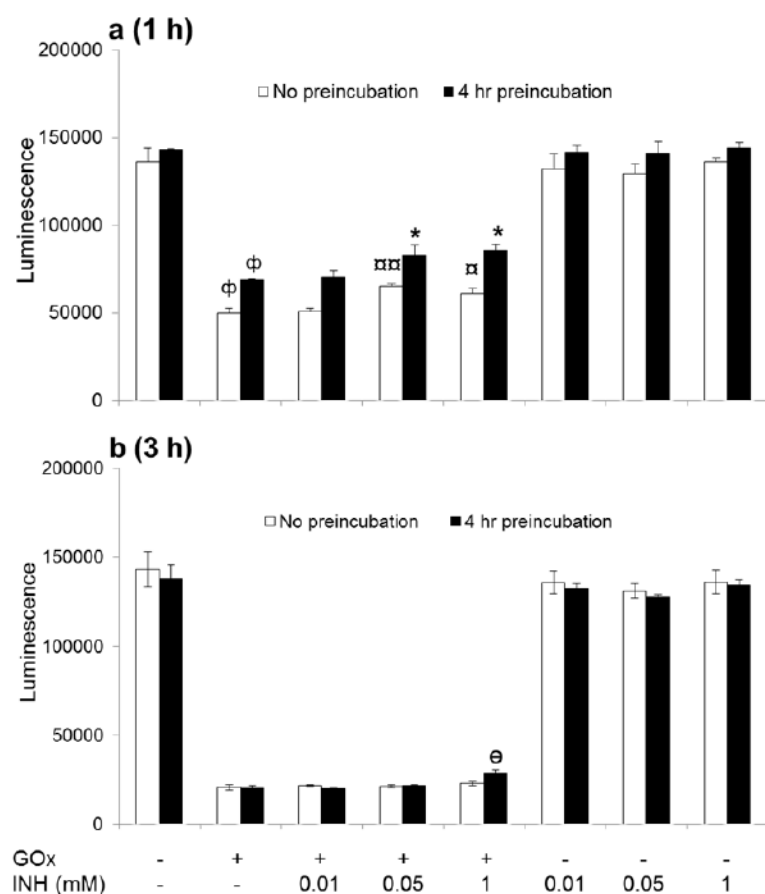 a (1 h)
200000
No preincubation 4 hr preincubation
150000
Luminescence
100000
* *
¤¤ ¤
ф ф
50000
0
b (3 h)
200000
No preincubation 4 hr preincubation
150000
Luminescence
100000
50000
ө
0
GOx - + + + + - - -
INH (mM) - - 0.01 0.05 1 0.01 0.05 1